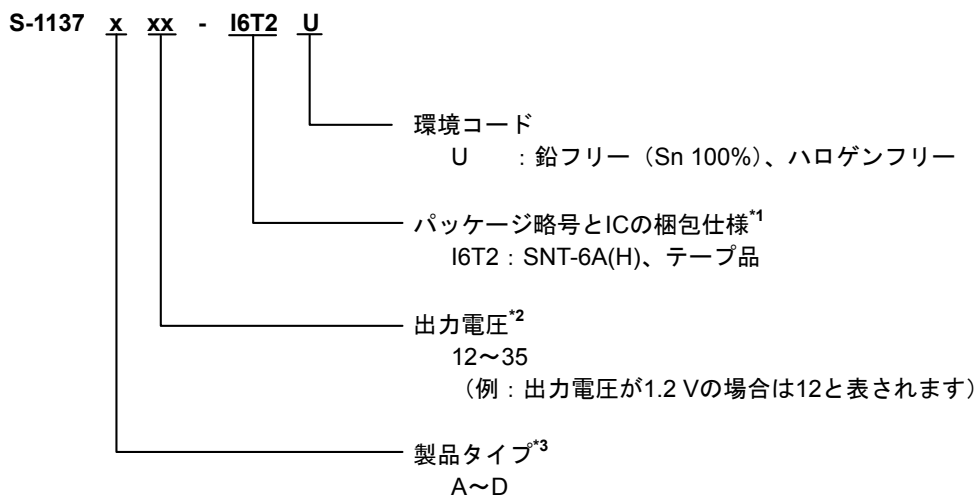 S-1137 x xx - I6T2 U
環境コード
U : 鉛フリー（Sn 100%）、ハロゲンフリー
パッケージ略号とICの梱包仕様*1
I6T2 : SNT-6A(H)、テープ品
出力電圧*2
12～35
（例 : 出力電圧が1.2 Vの場合は12と表されます）
製品タイプ*3
A～D